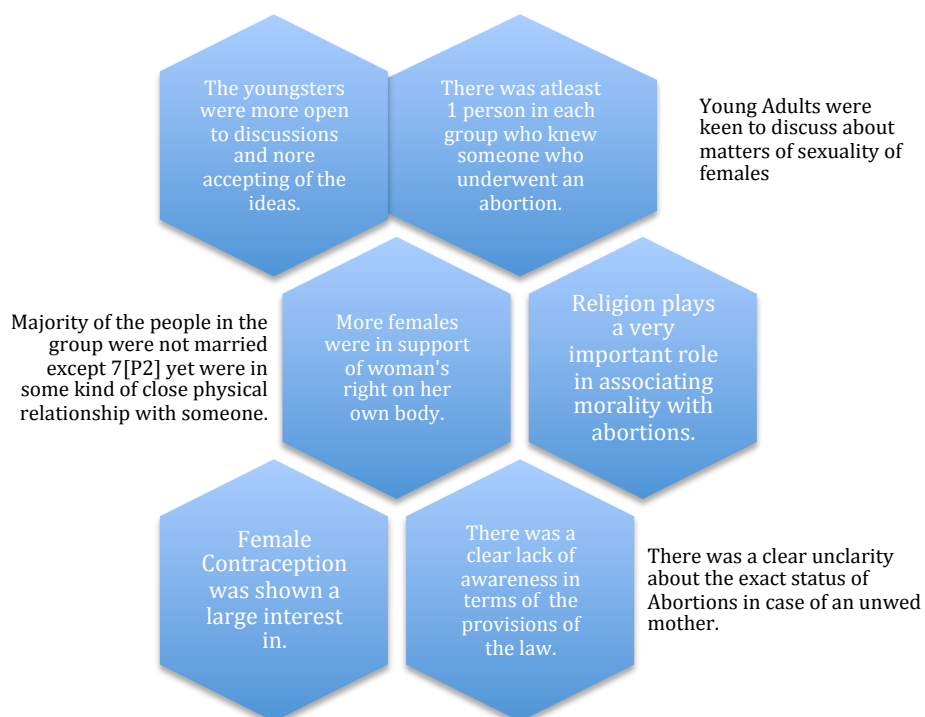 The youngsters
were more open
to discussions
and nore
accepting of the
ideas.
There was atleast
1 person in each
group who knew
someone who
underwent an
abortion.
Young Adults were
keen to discuss about
matters of sexuality of
females
Majority of the people in the
group were not married
except 7[P2] yet were in
some kind of close physical
relationship with someone.
More females
were in support
of woman's
right on her
own body.
Religion plays
a very
important role
in associating
morality with
abortions.
Female
Contraception
was shown a
large interest
in.
There was a
clear lack of
awareness in
terms of the
provisions of
the law.
There was a clear unclarity
about the exact status of
Abortions in case of an unwed
mother.